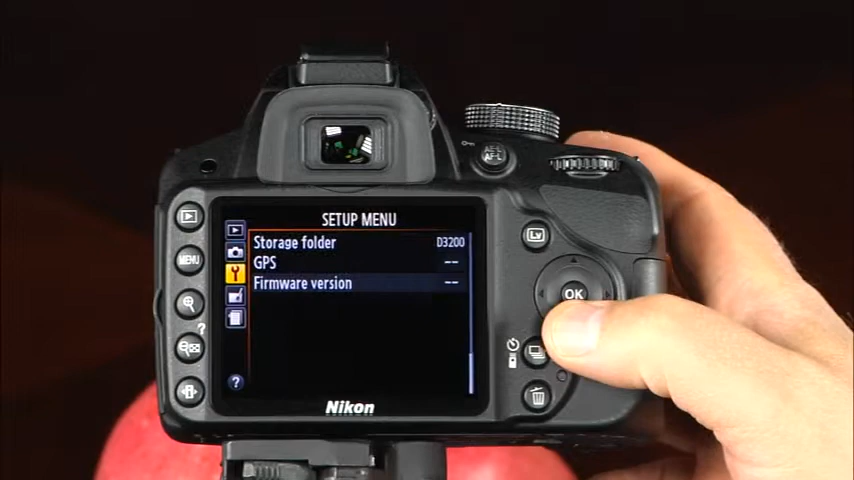 AE-L
AF-L
SETUP MENU
Storage folder D3200
GPS --
Firmware version --
MENU
Lv
OK
?
?
Nikon